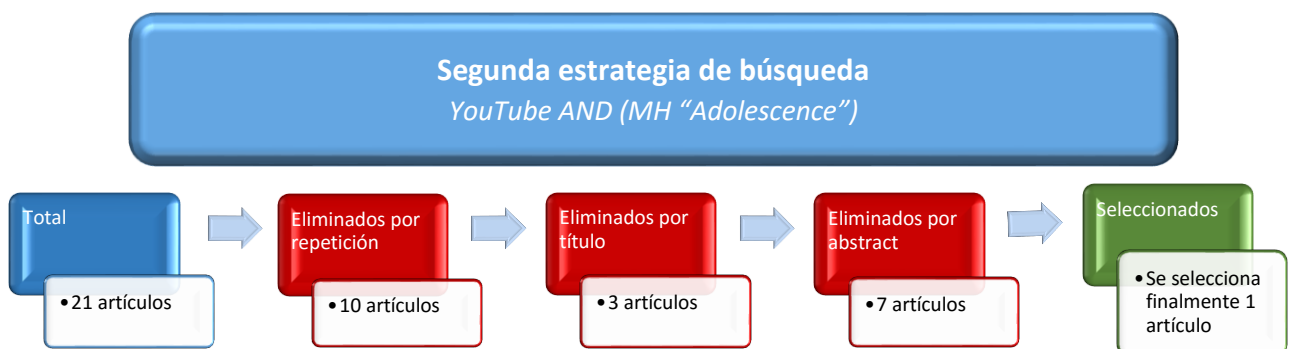 Segunda estrategia de búsqueda
YouTube AND (MH “Adolescence”)
Total
•21 artículos
Eliminados por
repetición
•10 artículos
Eliminados por
título
•3 artículos
Eliminados por
abstract
•7 artículos
Seleccionados
•Se selecciona
finalmente 1
artículo